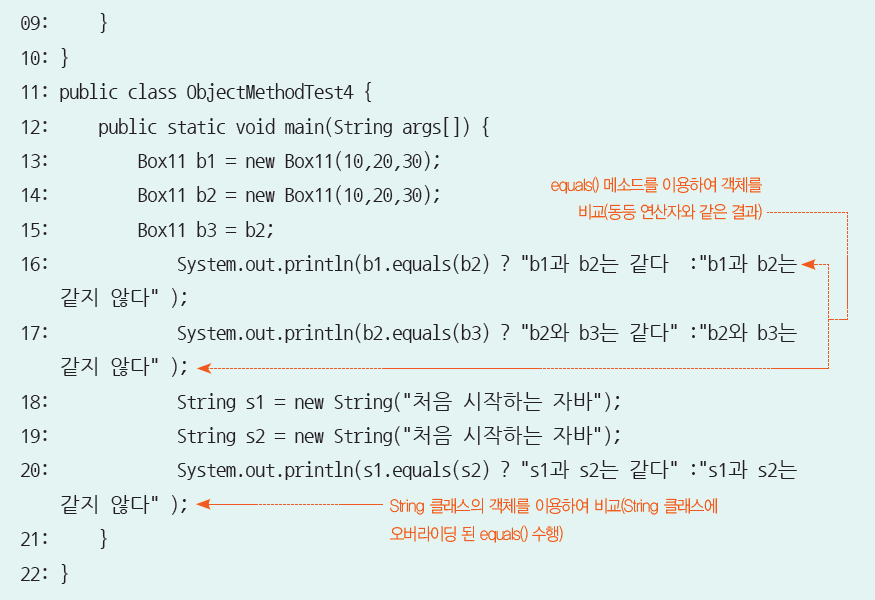 09:     }
10: }
11: public class ObjectMethodTest4 {
12:     public static void main(String args[]) {
13:         Box11 b1 = new Box11(10,20,30);
14:         Box11 b2 = new Box11(10,20,30);
equals() 메소드를 이용하여 객체를
비교(동등 연산자와 같은 결과)
15:         Box11 b3 = b2;
16:             System.out.println(b1.equals(b2) ? "b1과 b2는 같다  :"b1과 b2는
같지 않다" );
17:             System.out.println(b2.equals(b3) ? "b2와 b3는 같다" :"b2와 b3는
같지 않다" );
18:             String s1 = new String("처음 시작하는 자바");
19:             String s2 = new String("처음 시작하는 자바");
20:             System.out.println(s1.equals(s2) ? "s1과 s2는 같다" :"s1과 s2는
같지 않다" );
String 클래스의 객체를 이용하여 비교(String 클래스에
오버라이딩 된 equals() 수행)
21:     }
22: }